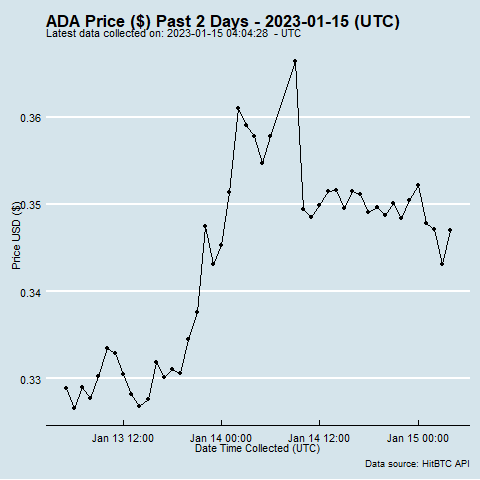 ADA Price ($) Past 2 Days - 2023-01-15 (UTC)
Latest data collected on: 2023-01-15 04:04:28  - UTC
0.36
0.35
0.34
0.33
Price USD ($)
Jan 13 12:00
Jan 14 00:00
Jan 14 12:00
Jan 15 00:00
Date Time Collected (UTC)
Data source: HitBTC API